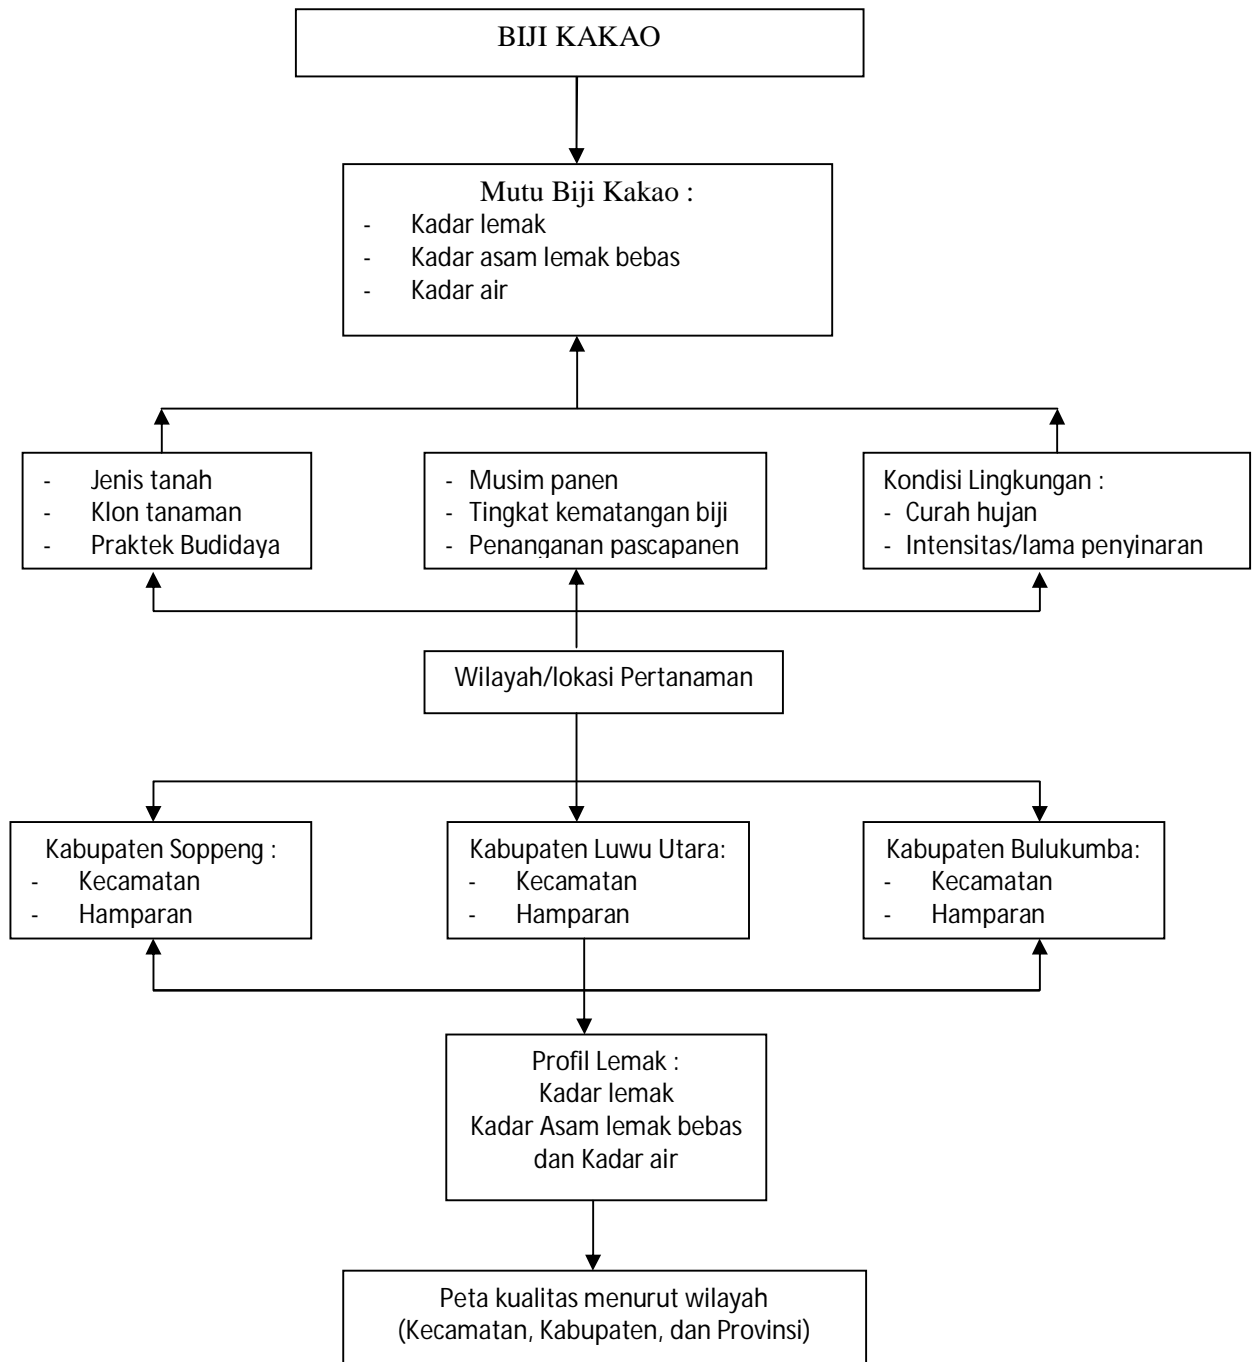 BIJI KAKAO
Mutu Biji Kakao :
- Kadar lemak
- Kadar asam lemak bebas
- Kadar air
- Jenis tanah
- Klon tanaman
- Praktek Budidaya
- Musim panen
- Tingkat kematangan biji
- Penanganan pascapanen
Kondisi Lingkungan :
- Curah hujan
- Intensitas/lama penyinaran
Wilayah/lokasi Pertanaman
Kabupaten Soppeng :
- Kecamatan
- Hamparan
Kabupaten Luwu Utara:
- Kecamatan
- Hamparan
Kabupaten Bulukumba:
- Kecamatan
- Hamparan
Profil Lemak :
Kadar lemak
Kadar Asam lemak bebas
dan Kadar air
Peta kualitas menurut wilayah
(Kecamatan, Kabupaten, dan Provinsi)